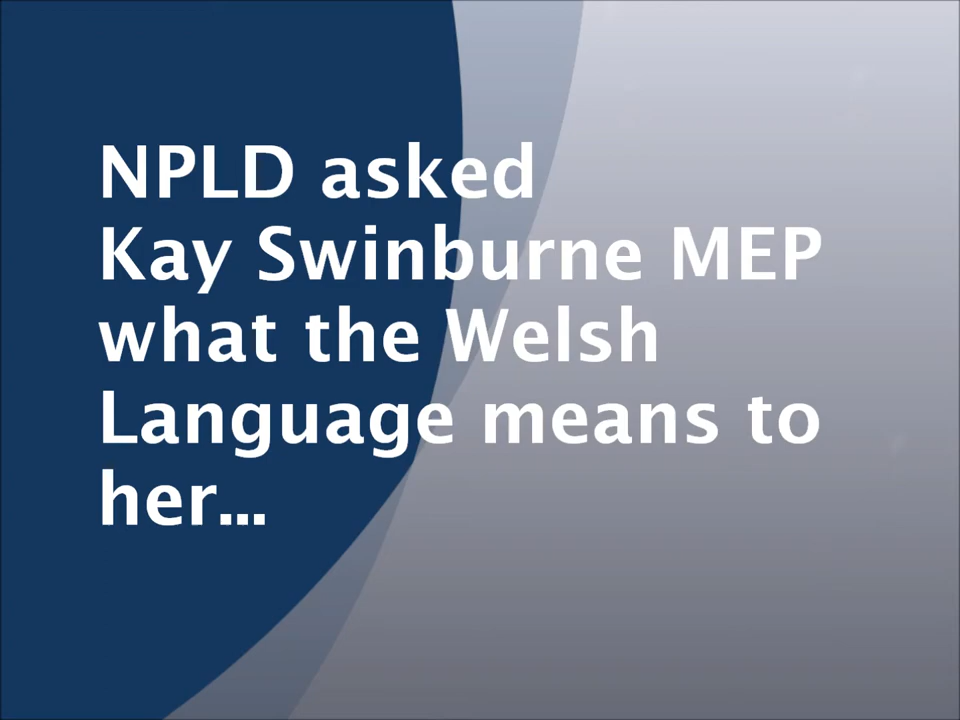 NPLD asked
Kay Swinburne MEP
what the Welsh
Language means to
her...